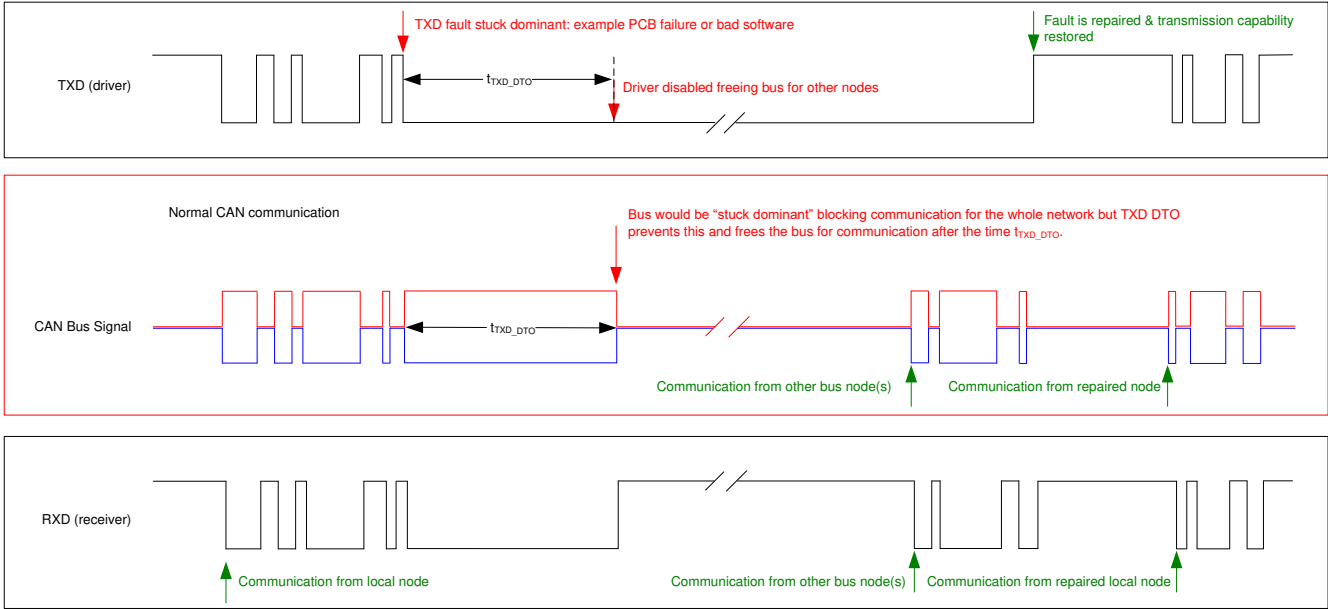 TXD fault stuck dominant: example PCB failure or bad software
Fault is repaired & transmission capability
restored
TXD (driver)
tTXD_DTO
Driver disabled freeing bus for other nodes
Normal CAN communication
Bus would be “stuck dominant” blocking communication for the whole network but TXD DTO
prevents this and frees the bus for communication after the time tTXD_DTO.
CAN Bus Signal
tTXD_DTO
Communication from other bus node(s)
Communication from repaired node
RXD (receiver)
Communication from local node
Communication from other bus node(s)
Communication from repaired local node